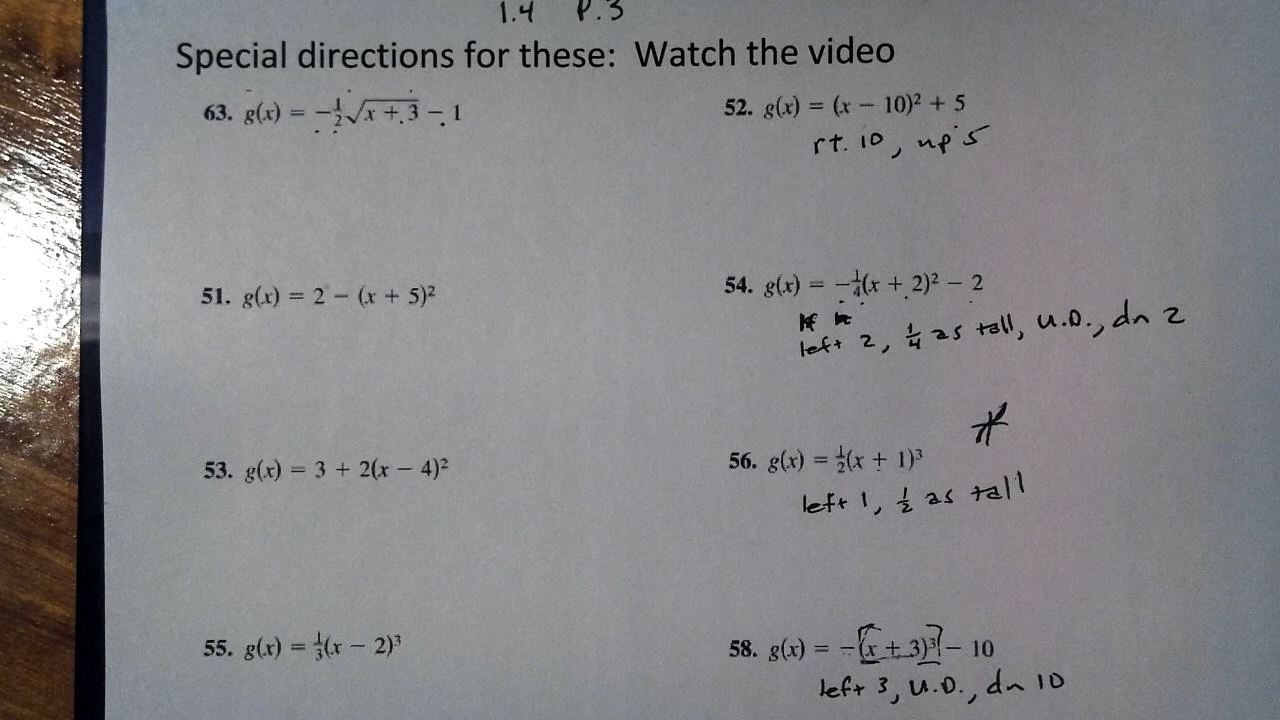 1.4 P.3
Special directions for these: Watch the video
63. g(x) = −½√(x + 3) − 1
52. g(x) = (x − 10)² + 5
rt. 10, up 5
51. g(x) = 2 − (x + 5)²
54. g(x) = −¼(x + 2)² − 2
left 2, ¼ as tall, U.D., dn 2
53. g(x) = 3 + 2(x − 4)²
56. g(x) = ½(x + 1)³
left 1, ½ as tall
55. g(x) = ⅓(x − 2)³
58. g(x) = −[(x + 3)³] − 10
left 3, U.D., dn 10